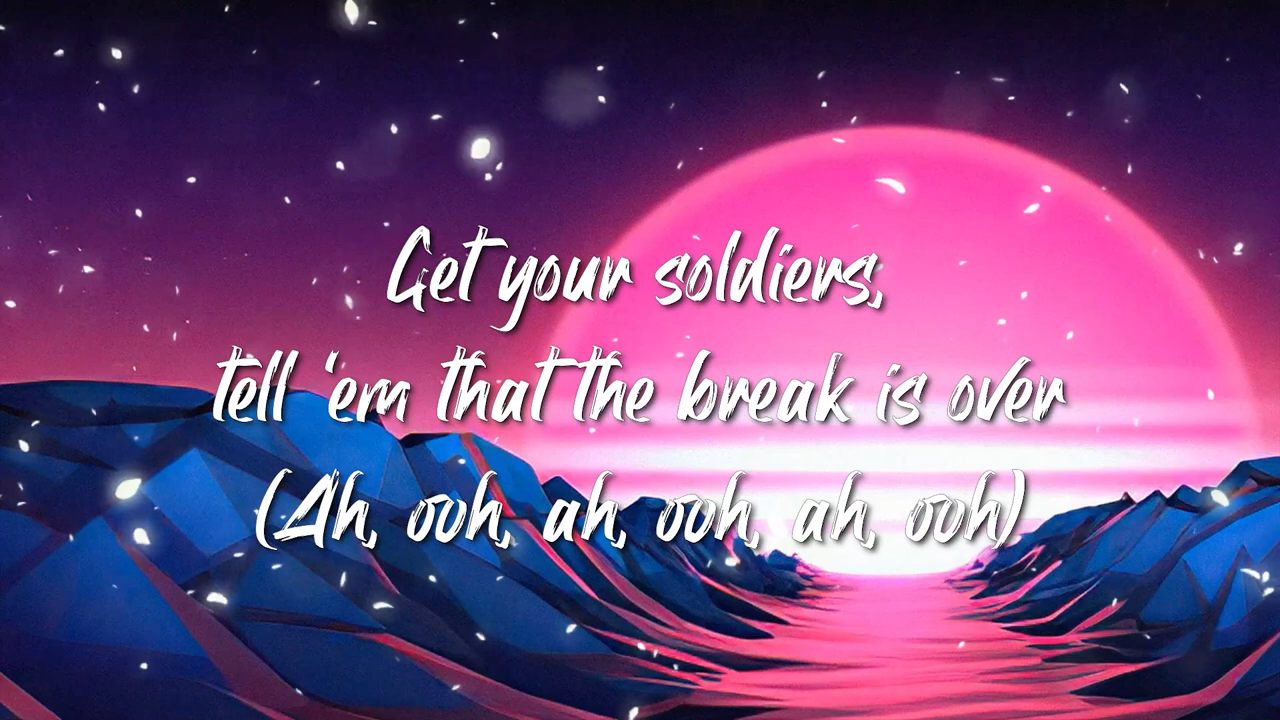 Get your soldiers,
tell ‘em that the break is over
(Ah, ooh, ah, ooh, ah, ooh)